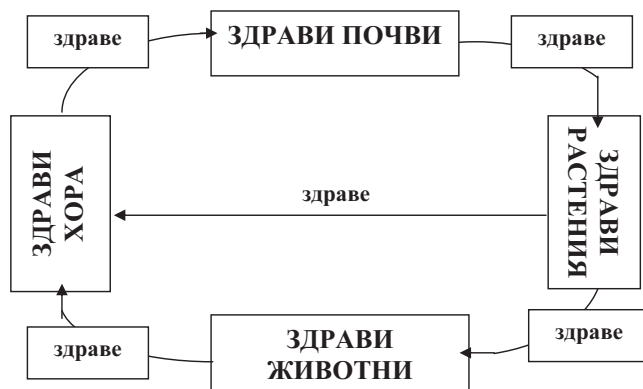 здраве
ЗДРАВИ ПОЧВИ
здраве
ЗДРАВИ
ХОРА
здраве
ЗДРАВИ
РАСТЕНИЯ
здраве
ЗДРАВИ
ЖИВОТНИ
здраве